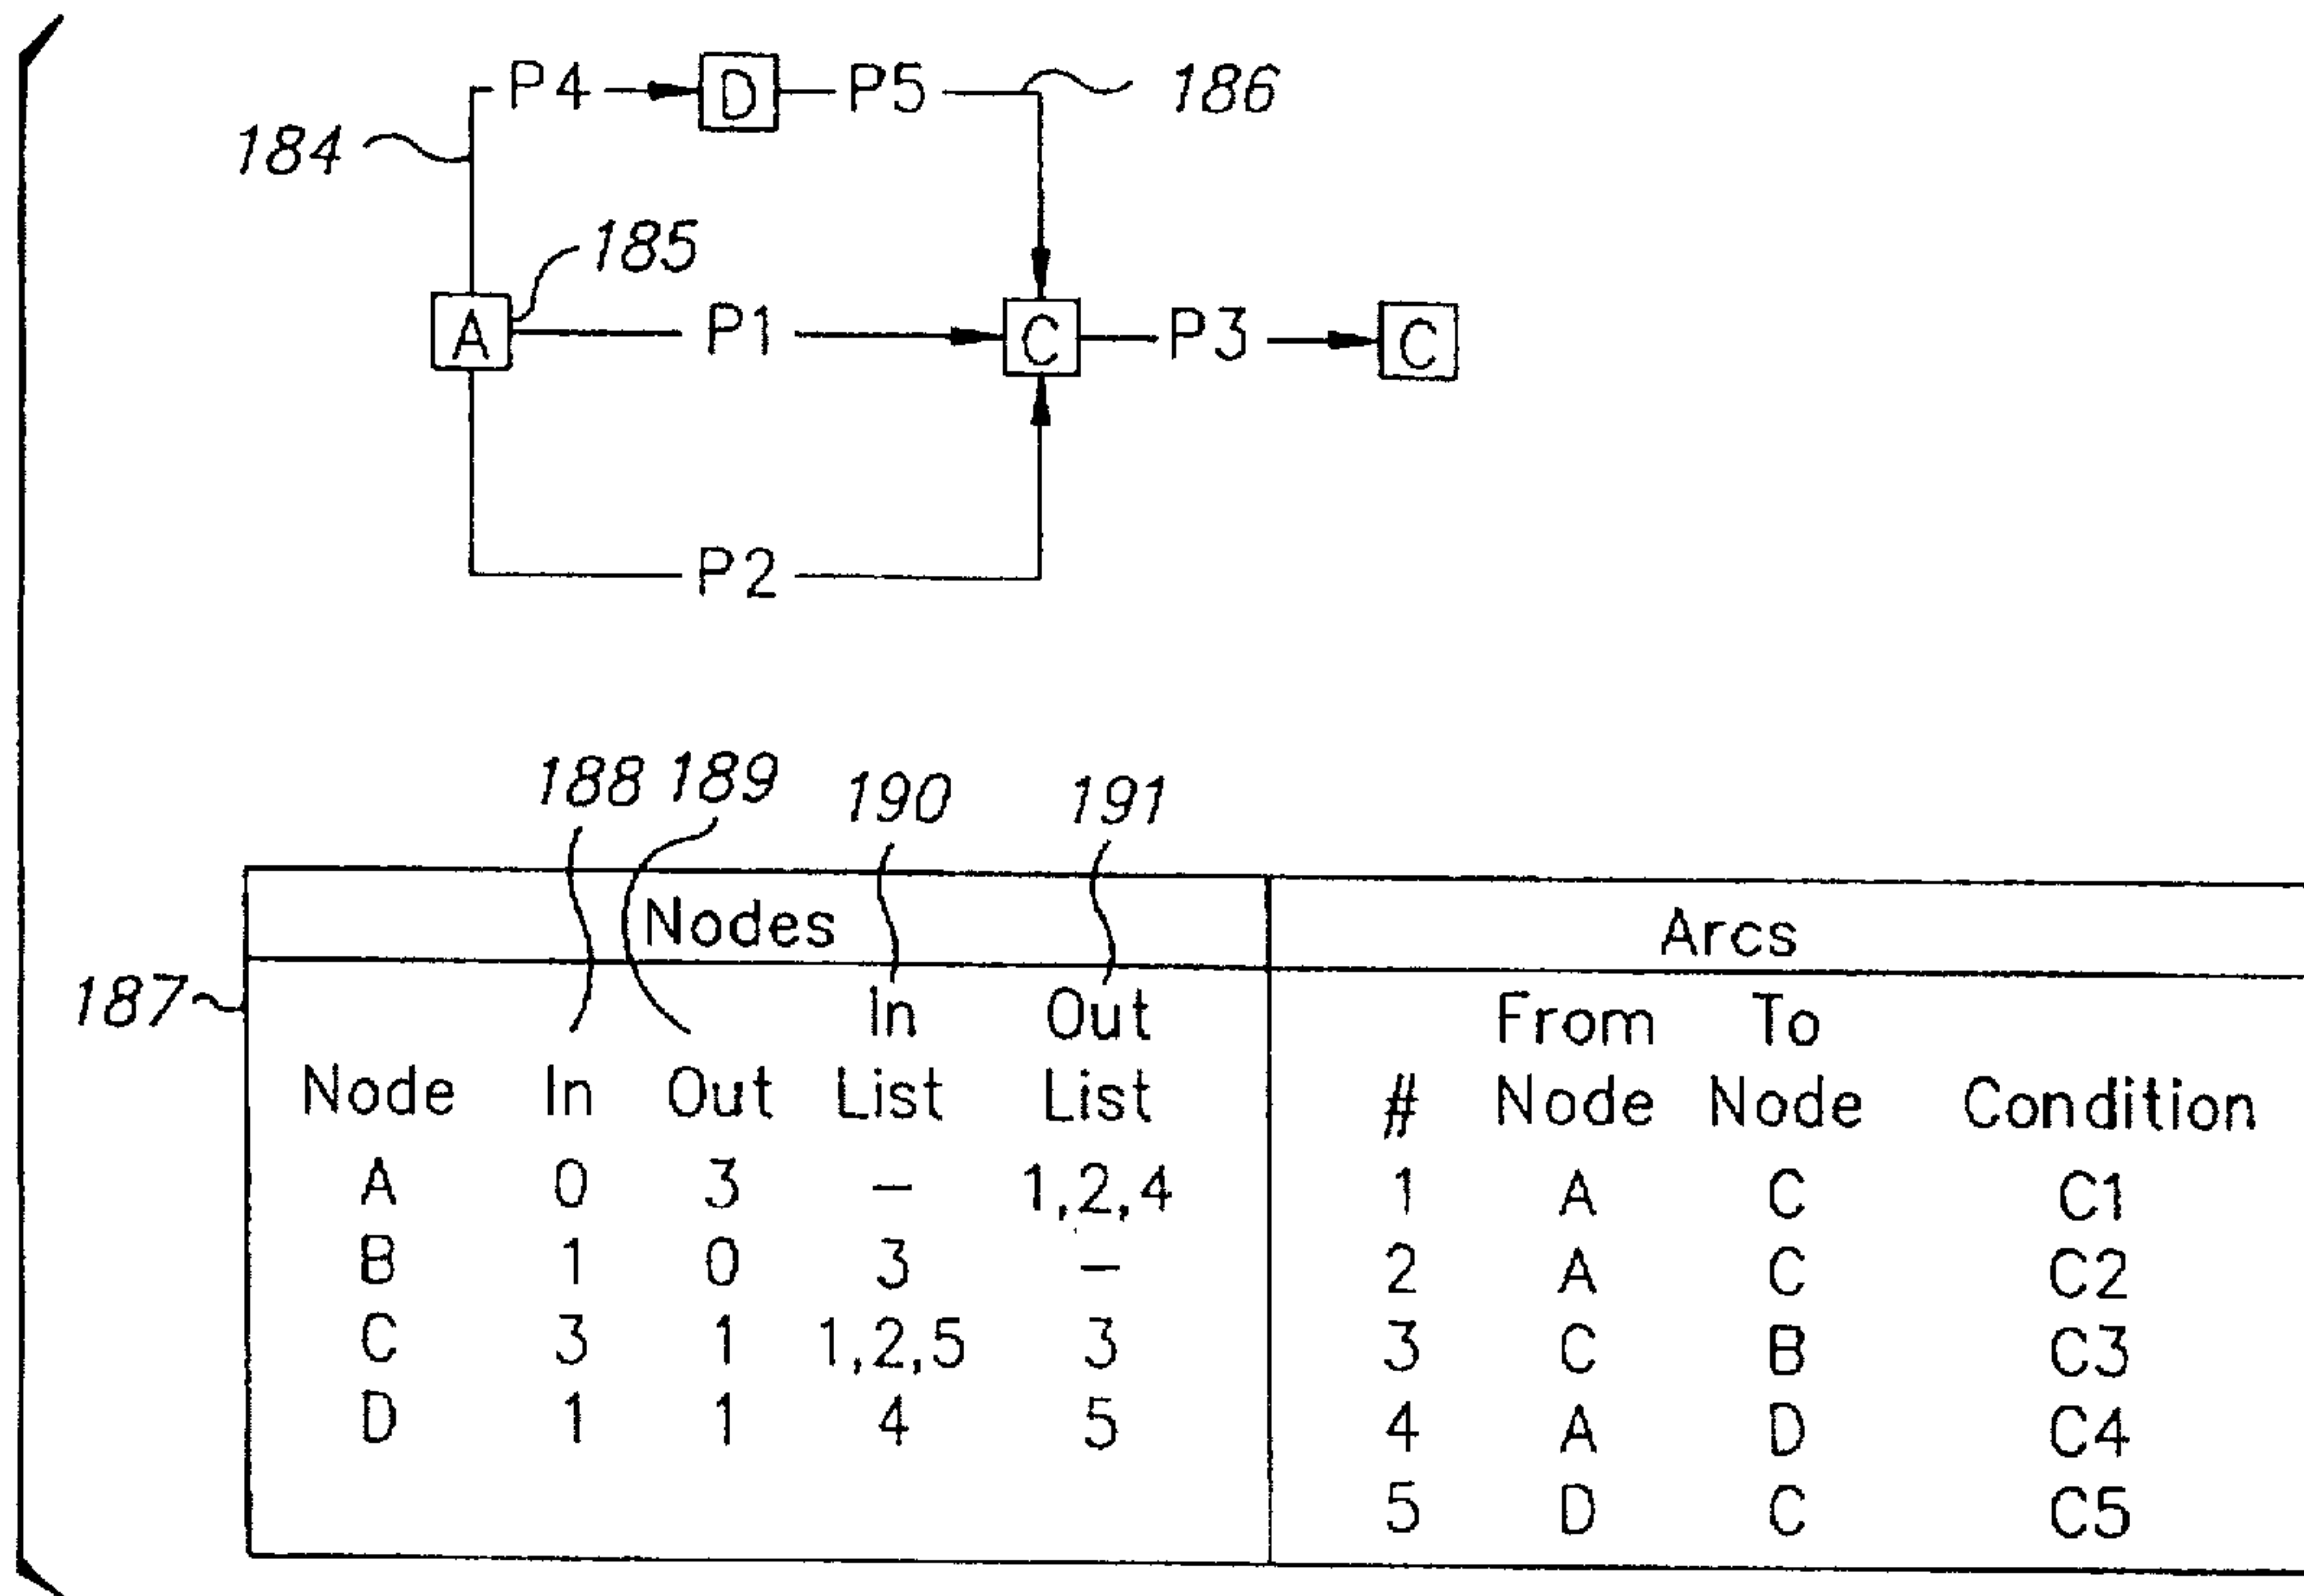 P4 D P5 186
184
185
A P1 C P3 C
P2
188 189 190 191
Nodes Arcs
187
In Out From To
Node In Out List List # Node Node Condition
A 0 3 – 1,2,4 1 A C C1
B 1 0 3 – 2 A C C2
C 3 1 1,2,5 3 3 C B C3
D 1 1 4 5 4 A D C4
5 D C C5